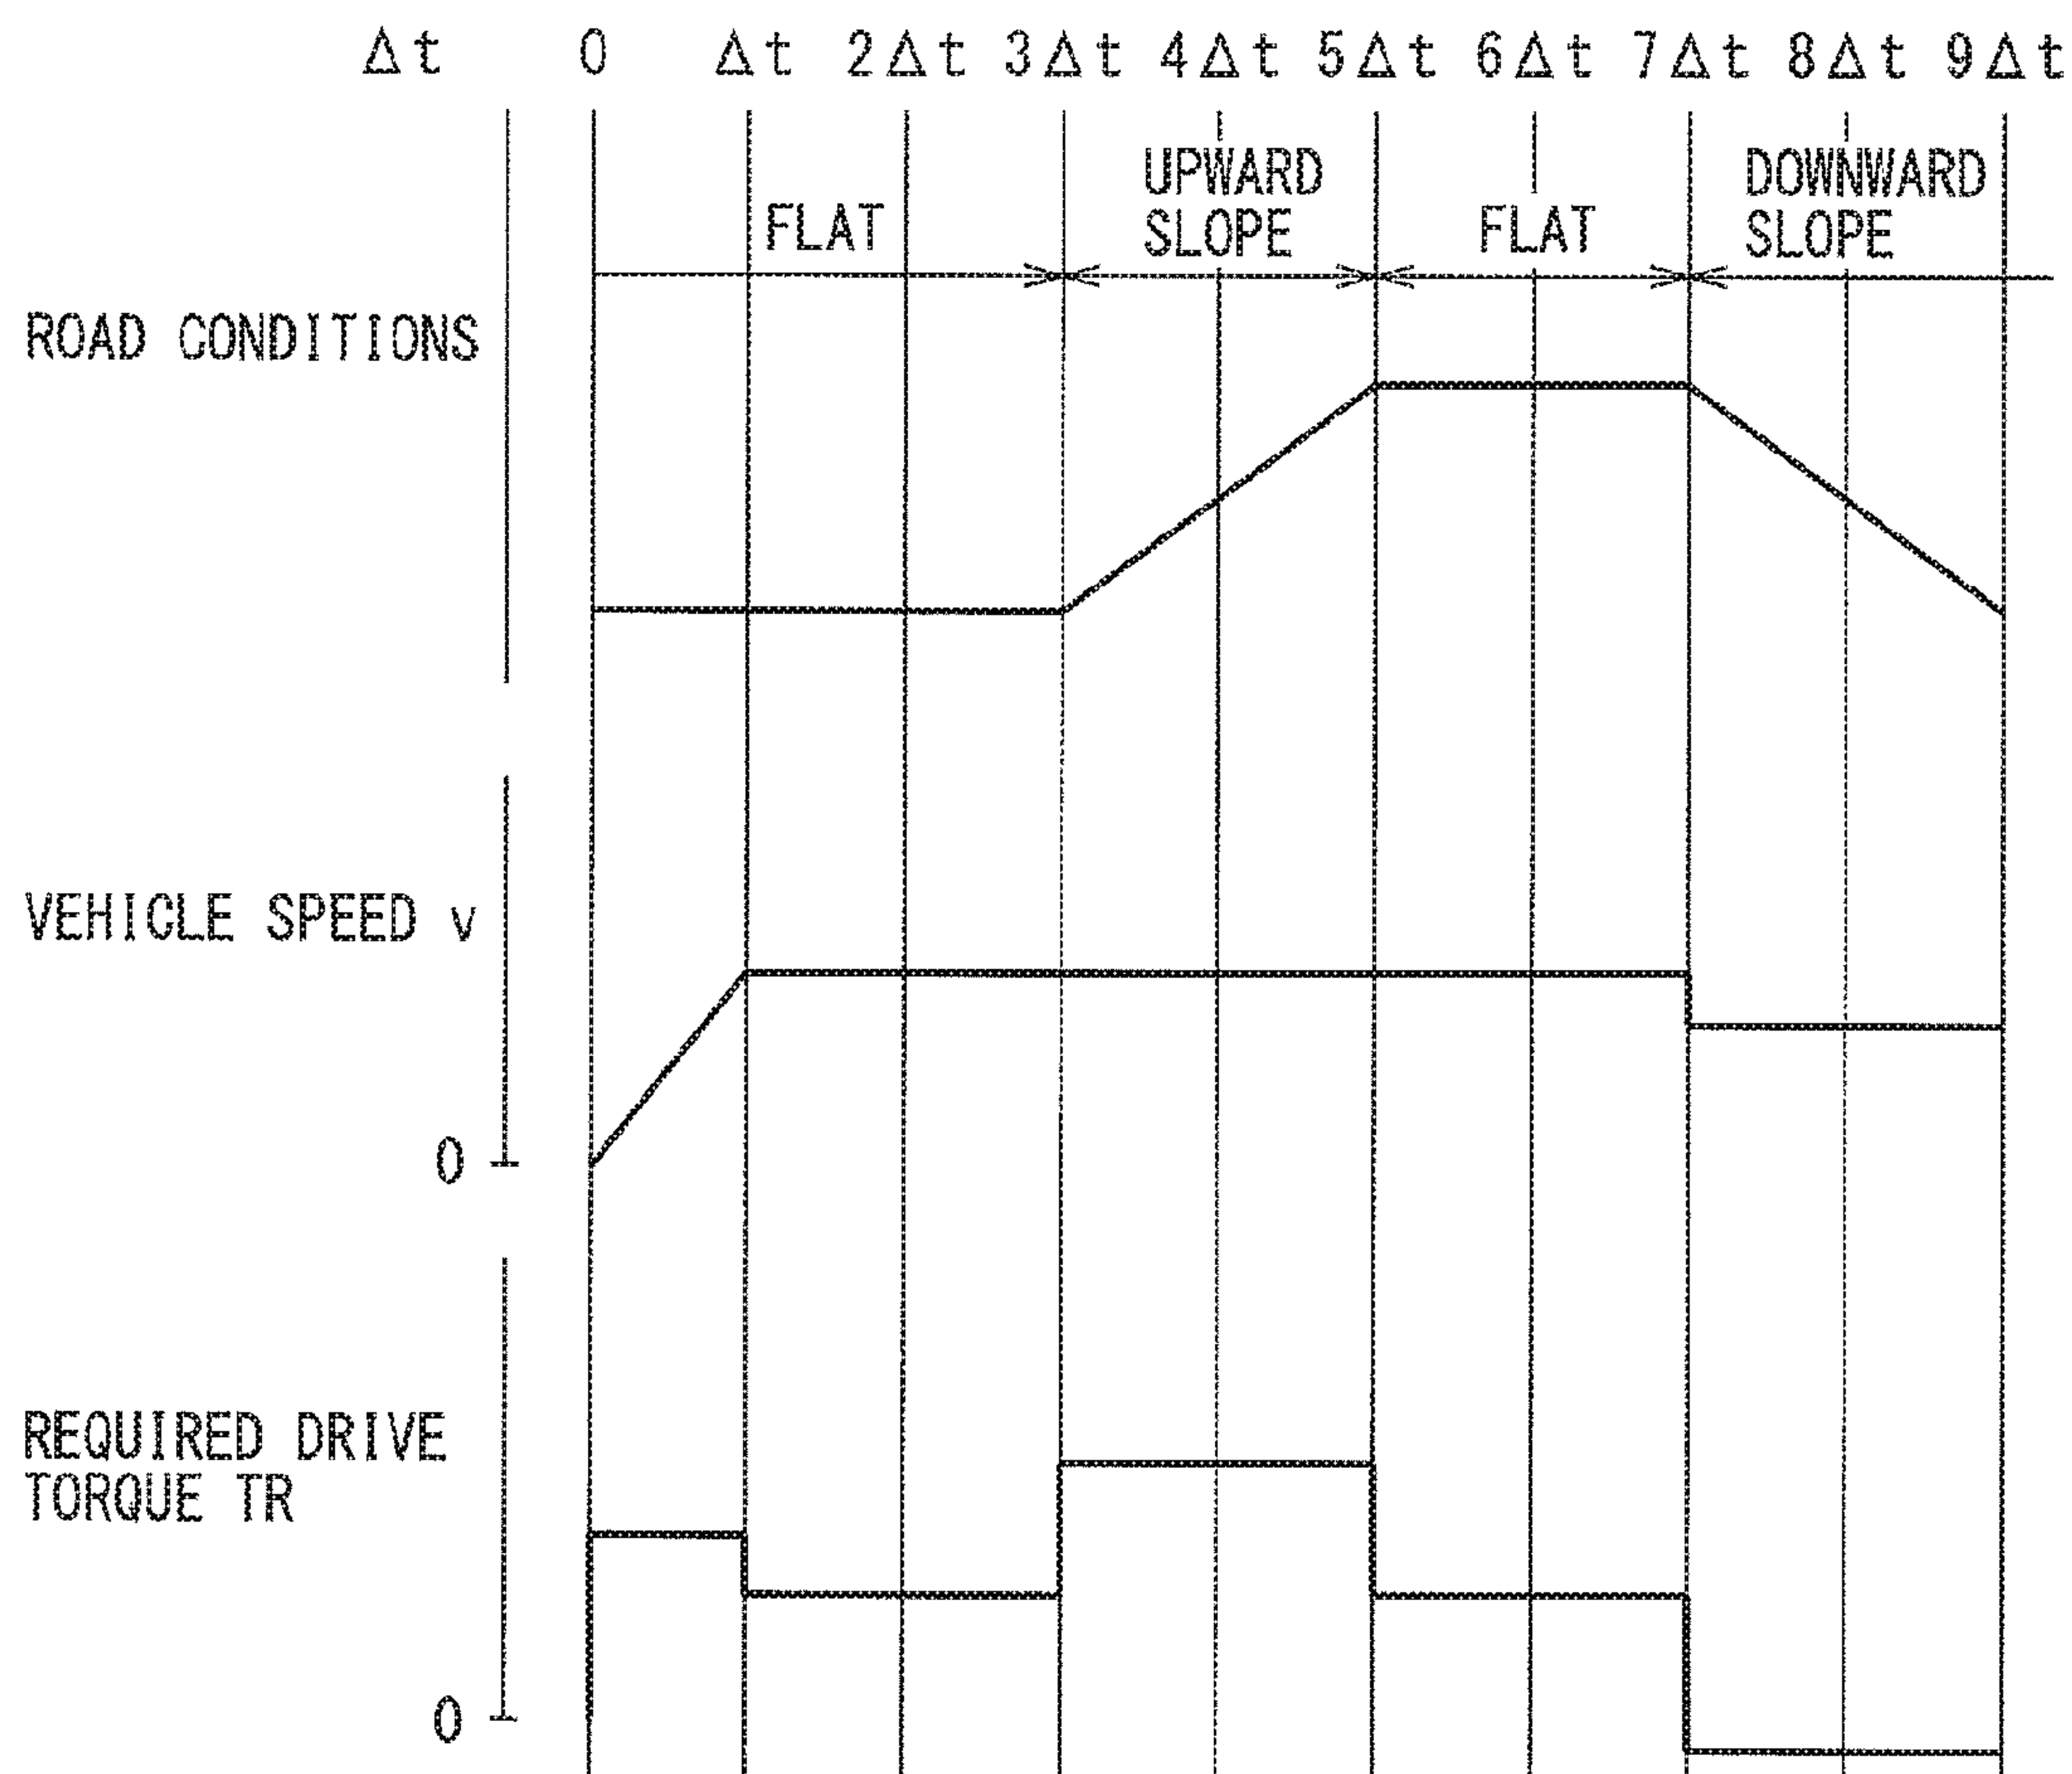 Δt 0 Δt 2Δt 3Δt 4Δt 5Δt 6Δt 7Δt 8Δt 9Δt
FLAT
UPWARD
SLOPE
FLAT
DOWNWARD
SLOPE
ROAD CONDITIONS
VEHICLE SPEED v
0
REQUIRED DRIVE
TORQUE TR
0